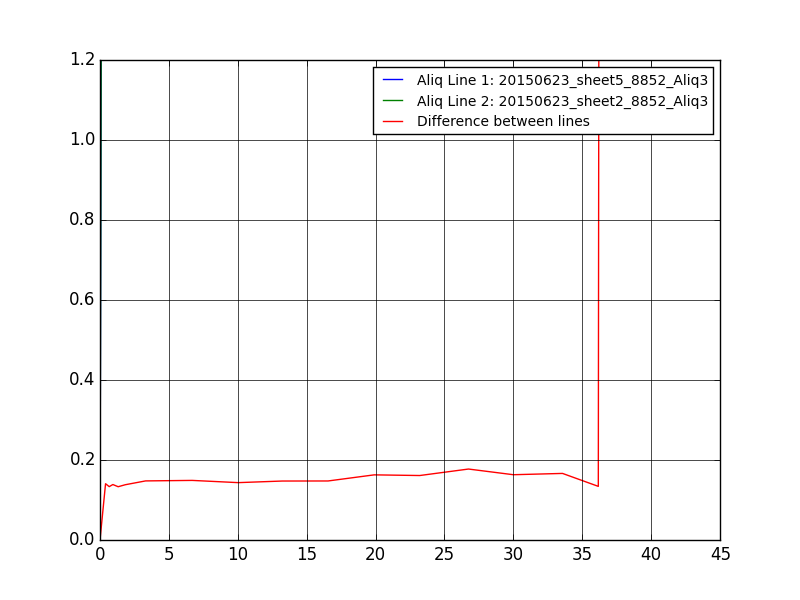 1.2
1.0
0.8
0.6
0.4
0.2
0.0
Aliq Line 1: 20150623_sheet5_8852_Aliq3
Aliq Line 2: 20150623_sheet2_8852_Aliq3
Difference between lines
0 5 10 15 20 25 30 35 40 45